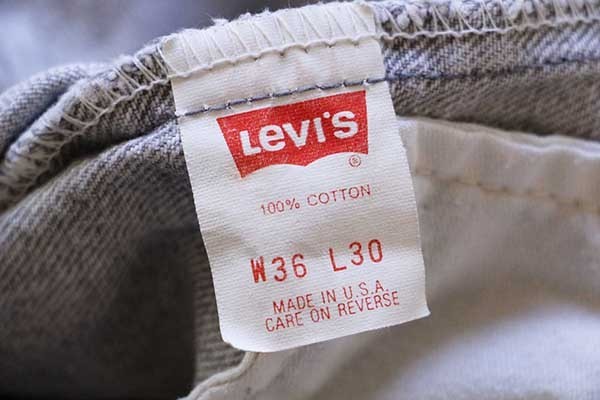 LEVI'S
®
100% COTTON
W36 L30
MADE IN U.S.A.
CARE ON REVERSE